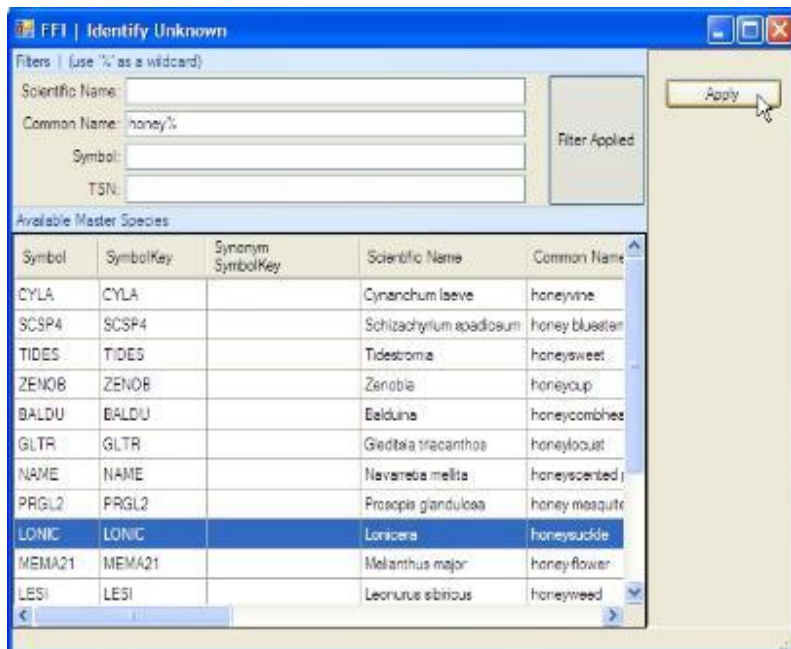 FFI | Identify Unknown
Filters | (use '%' as a wildcard)
Scientific Name:
Apply
Common Name: honey%
Filter Applied
Symbol:
TSN:
Available Master Species
Symbol SymbolKey Synonym SymbolKey Scientific Name Common Name
CYLA CYLA Cynanchum laeve honeyvine
SCSP4 SCSP4 Schizachyrium spadiceum honey bluestem
TIDES TIDES Tidestromia honeysweet
ZENOB ZENOB Zenobia honeycup
BALDU BALDU Balduina honeycombhea
GLTR GLTR Gleditsia triacanthos honeylocust
NAME NAME Navarretia mellita honeyscented p
PRGL2 PRGL2 Prosopis glandulosa honey mesquite
LONIC LONIC Lonicera honeysuckle
MEMA21 MEMA21 Melianthus major honey-flower
LESI LESI Leonurus sibiricus honeyweed